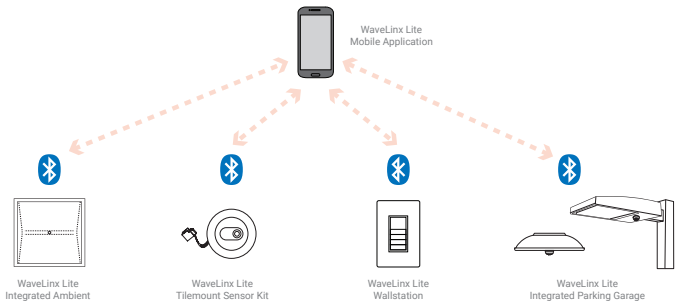 WaveLinx Lite
Mobile Application
WaveLinx Lite
Integrated Ambient
WaveLinx Lite
Tilemount Sensor Kit
WaveLinx Lite
Wallstation
WaveLinx Lite
Integrated Parking Garage